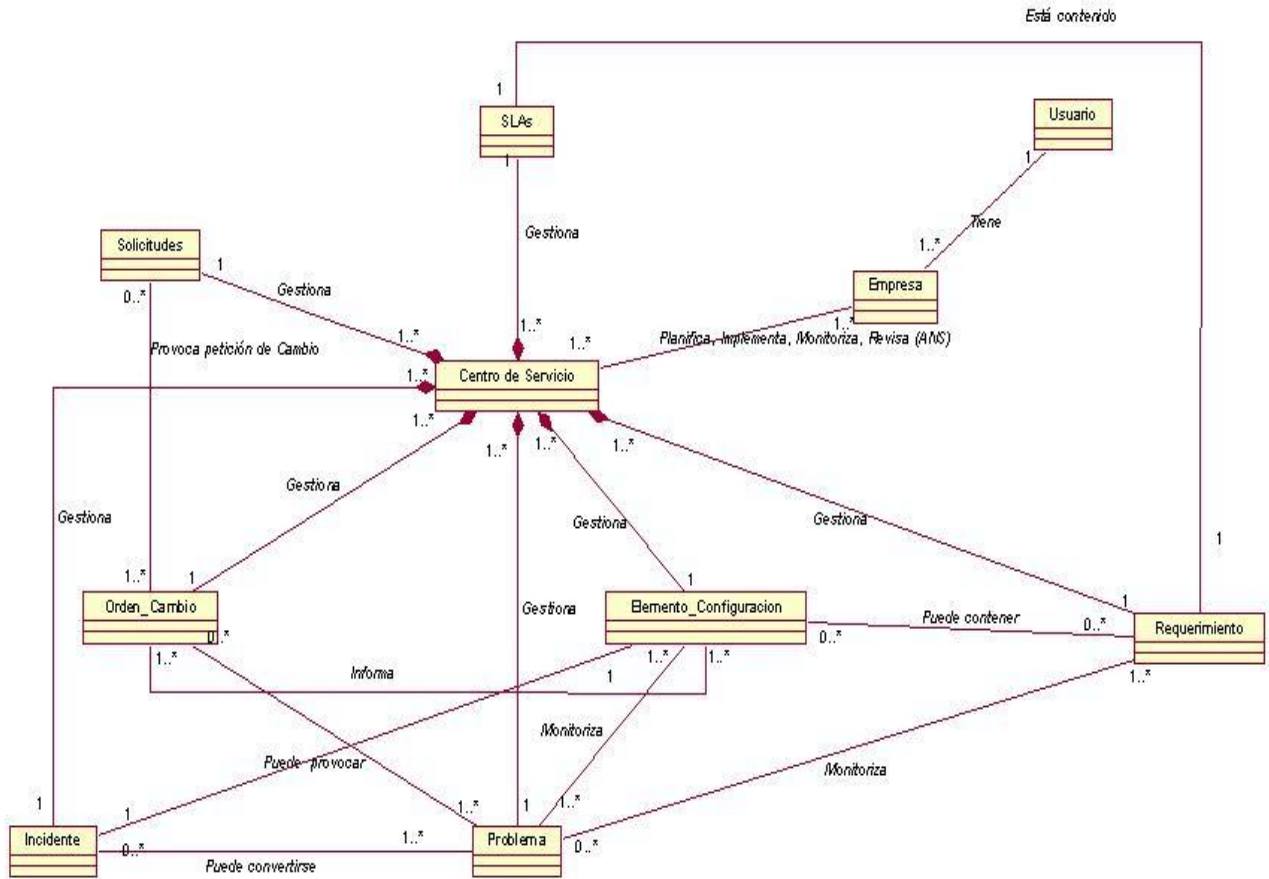 Está contenido
1
SLAs
Usuario
1
1
Tiene
Gestiona
Solicitudes
1
1..*
0..*
Gestiona
Empresa
1..*
1..*
1..*
1..*
Provoca petición de Cambio
Planifica, Implementa, Monitoriza, Revisa (ANS)
1..*
Centro de Servicio
1..*
1..*
1..*
1..*
Gestiona
Gestiona
Gestiona
Gestiona
1
1..*
1
1
1
Orden_Cambio
Gestiona
Elemento_Configuracion
Puede contener
0..*
0..*
Requerimiento
0..*
1..*
1..*
1..*
Informa
1
1..*
Monitoriza
Puede provocar
Monitoriza
1
1
1..*
1
1..*
Incidente
1..*
Problema
0..*
0..*
Puede convertirse